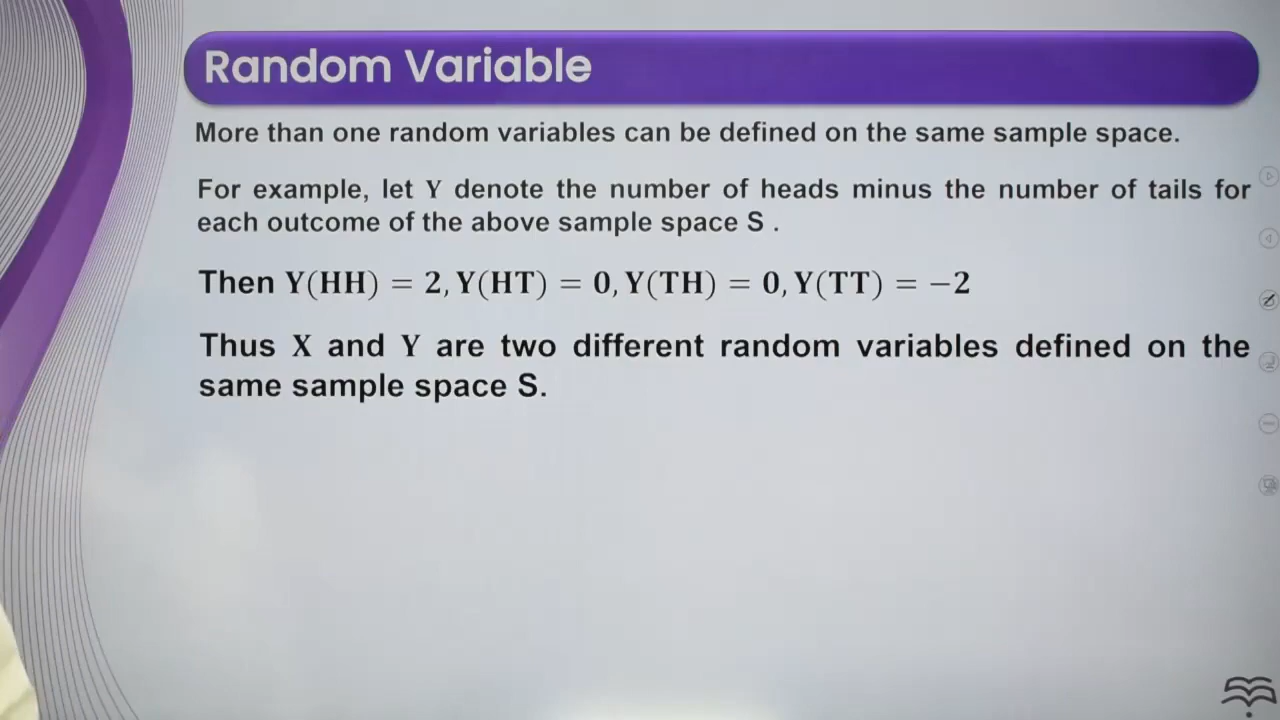 Random Variable
More than one random variables can be defined on the same sample space.
For example, let Y denote the number of heads minus the number of tails for
each outcome of the above sample space S .
Then Y(HH) = 2, Y(HT) = 0, Y(TH) = 0, Y(TT) = −2
Thus X and Y are two different random variables defined on the
same sample space S.